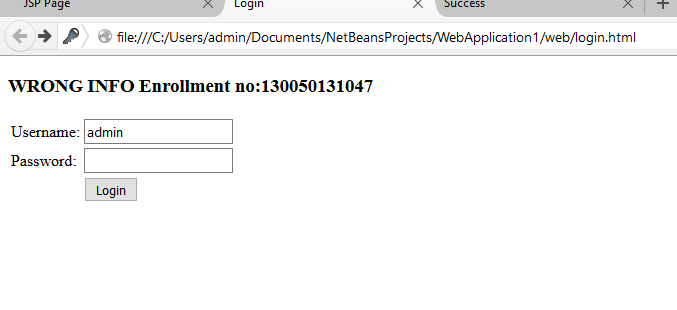 JSP Page Login Success
file:///C:/Users/admin/Documents/NetBeansProjects/WebApplication1/web/login.html
WRONG INFO Enrollment no:130050131047
Username: admin
Password:
Login